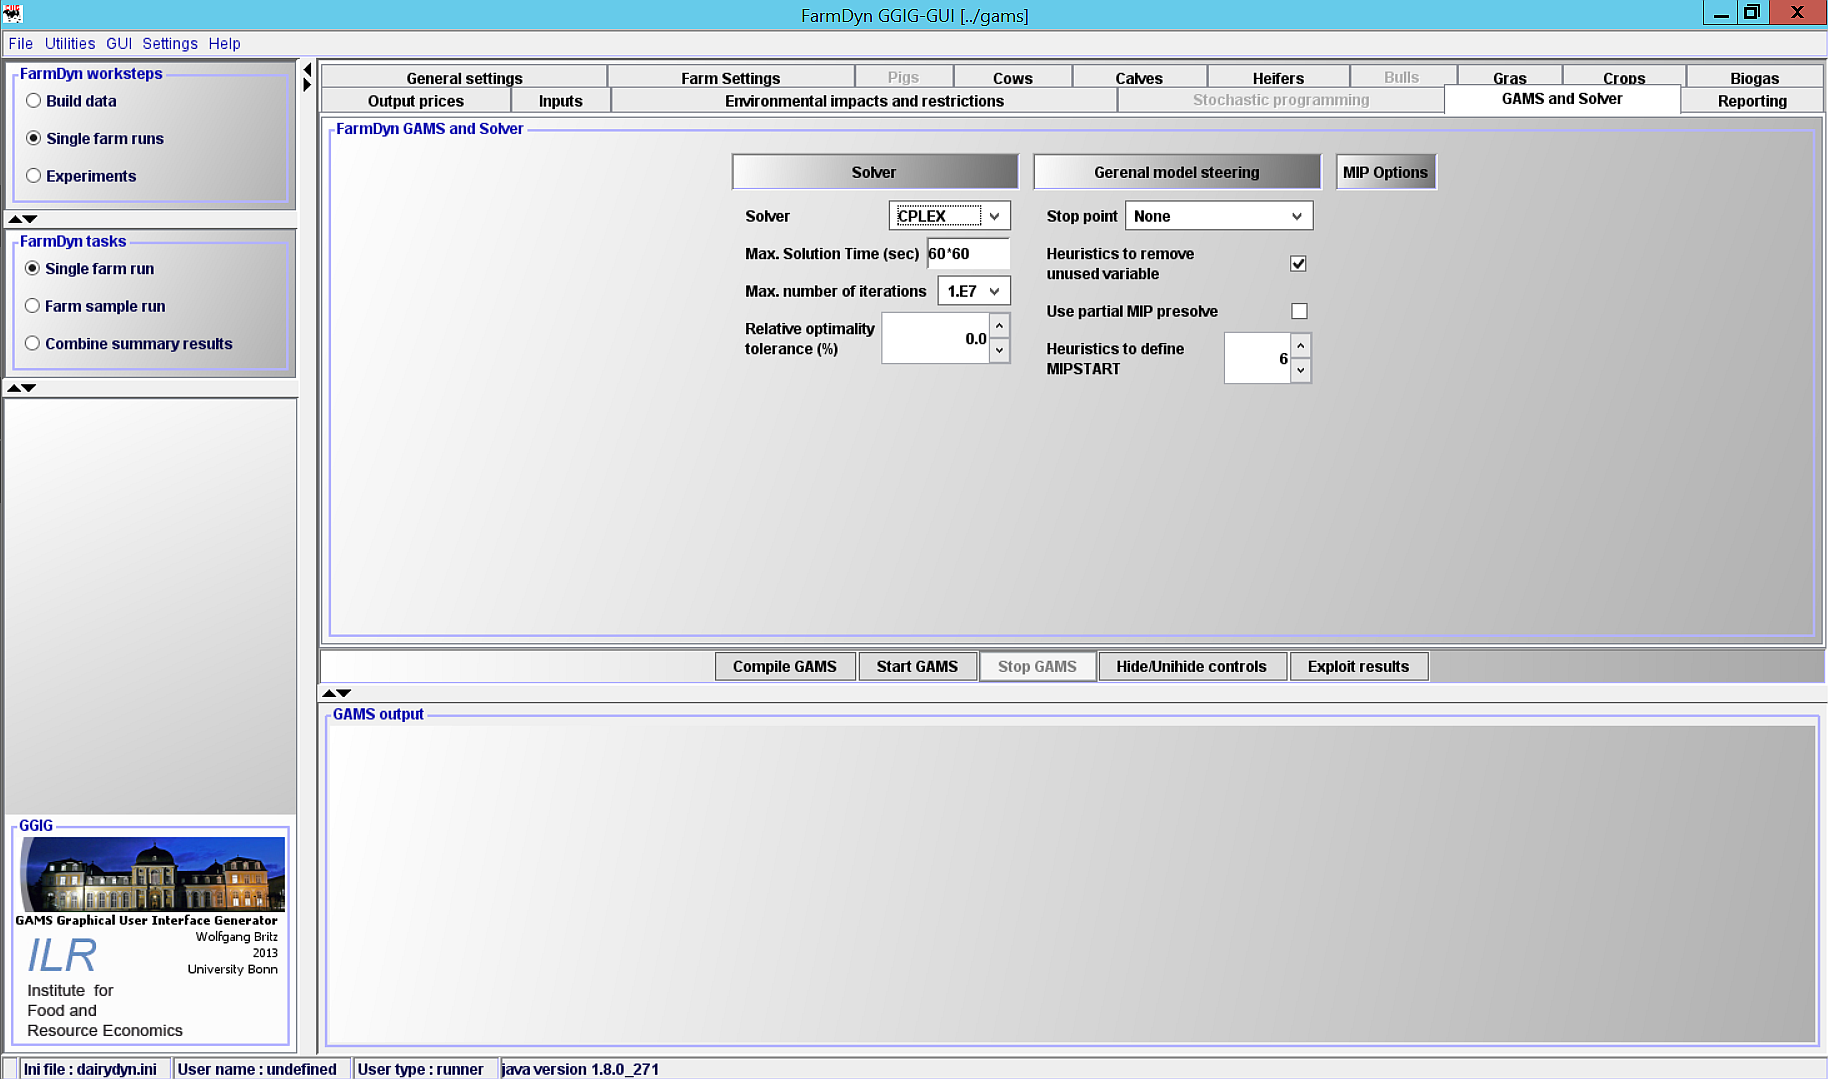 FarmDyn GGIG-GUI [../gams]
File Utilities GUI Settings Help
FarmDyn worksteps
Build data
Single farm runs
Experiments
FarmDyn tasks
Single farm run
Farm sample run
Combine summary results
GGIG
GAMS Graphical User Interface Generator
Wolfgang Britz
2013
University Bonn
ILR
Institute for
Food and
Resource Economics
General settings Farm Settings Pigs Cows Calves Heifers Bulls Gras Crops Biogas
Output prices Inputs Environmental impacts and restrictions Stochastic programming GAMS and Solver Reporting
FarmDyn GAMS and Solver
Solver
Solver CPLEX
Max. Solution Time (sec) 60*60
Max. number of iterations 1.E7
Relative optimality
tolerance (%) 0.0
Gerenal model steering
Stop point None
Heuristics to remove
unused variable
Use partial MIP presolve
Heuristics to define
MIPSTART 6
MIP Options
Compile GAMS Start GAMS Stop GAMS Hide/Unihide controls Exploit results
GAMS output
Ini file : dairydyn.ini User name : undefined User type : runner java version 1.8.0_271